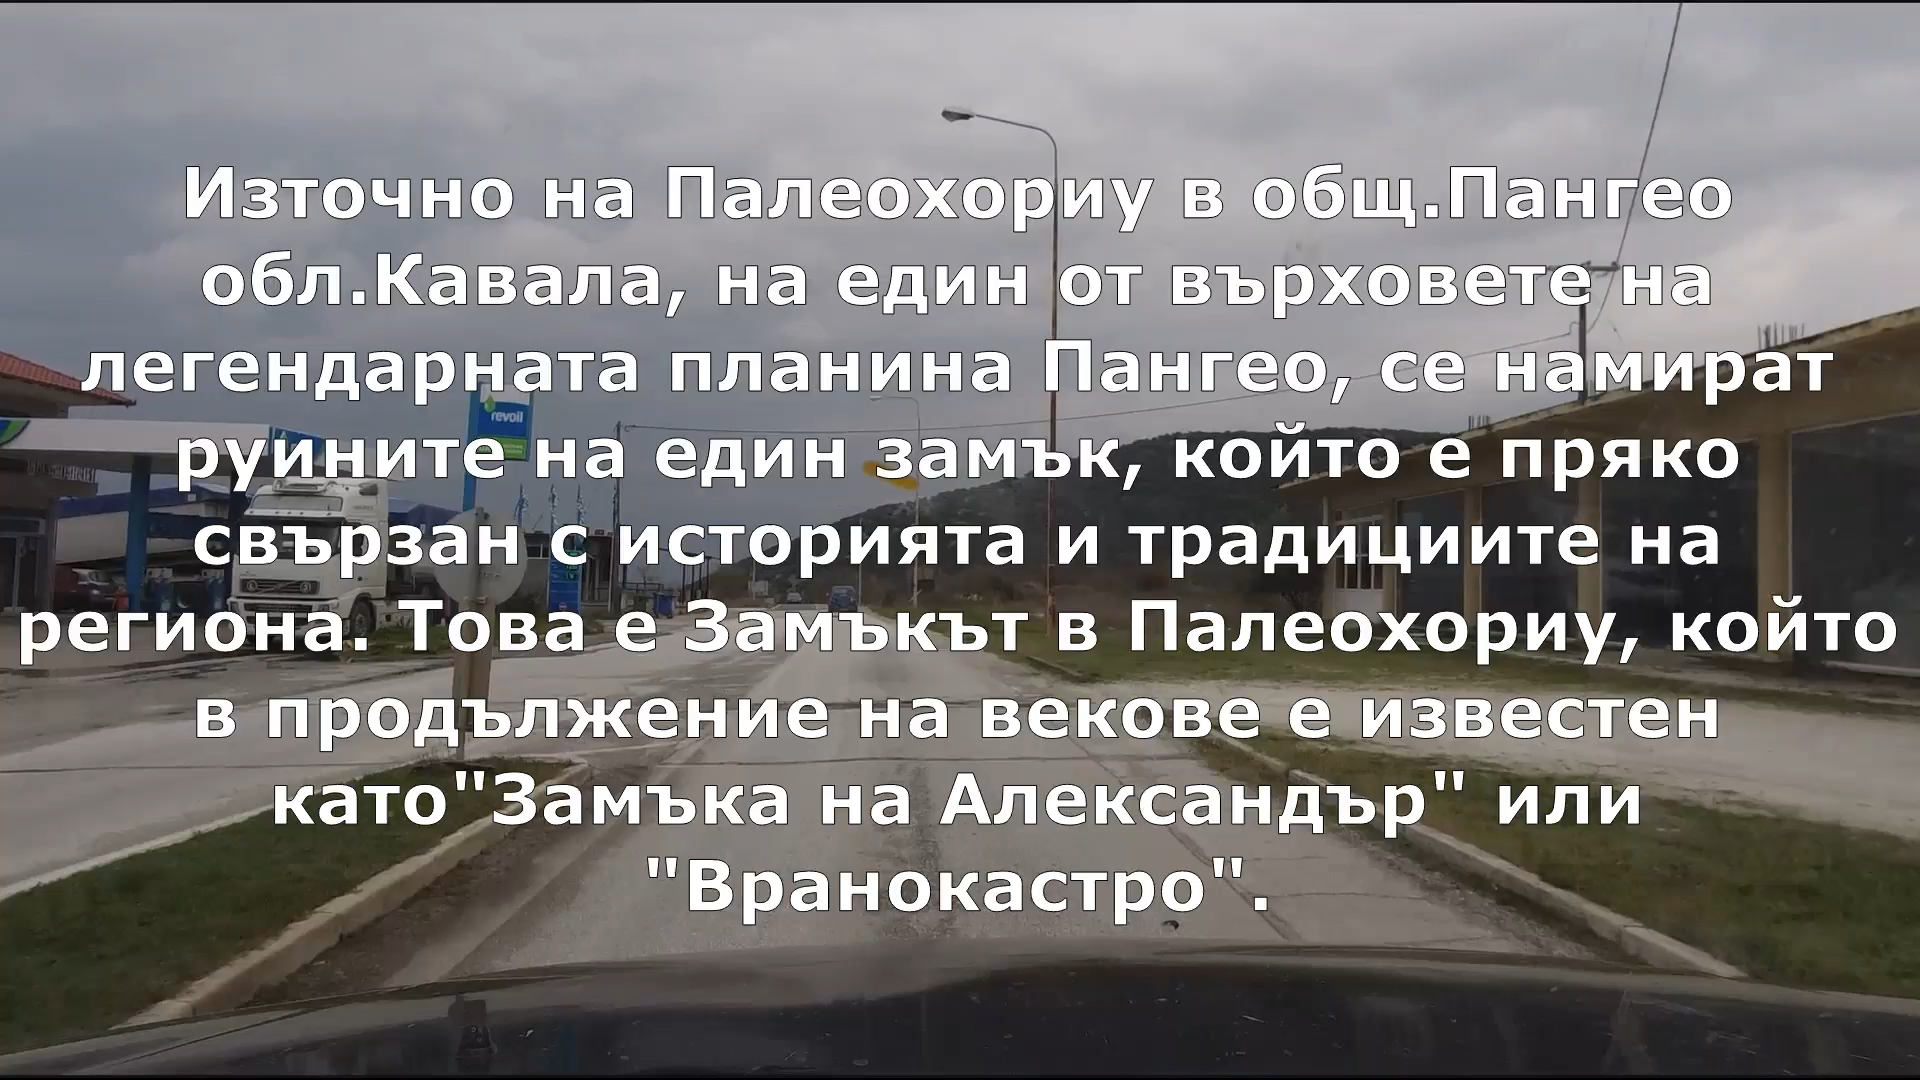 Източно на Палеохориу в общ.Пангео
обл.Кавала, на един от върховете на
легендарната планина Пангео, се намират
руините на един замък, който е пряко
свързан с историята и традициите на
региона. Това е Замъкът в Палеохориу, който
в продължение на векове е известен
като"Замъка на Александър" или
"Вранокастро".
revoil